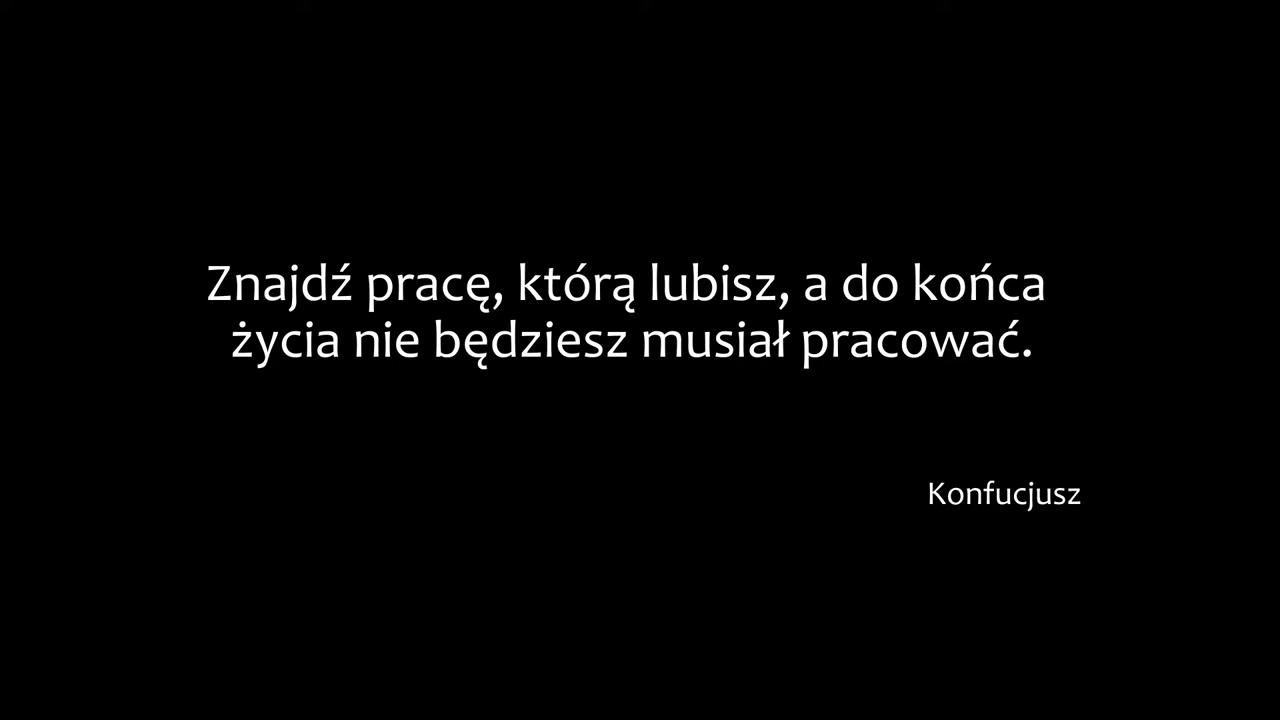 Znajdź pracę, którą lubisz, a do końca
życia nie będziesz musiał pracować.
Konfucjusz